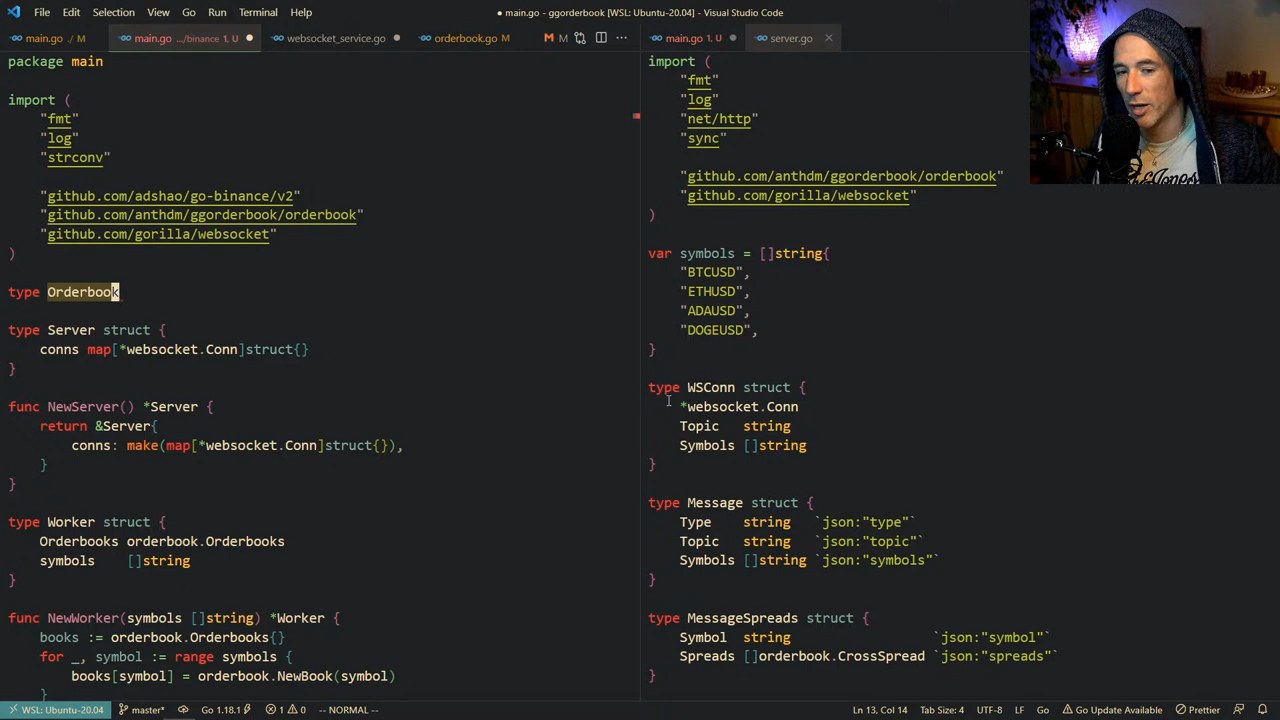 File Edit Selection View Go Run Terminal Help
● main.go - ggorderbook [WSL: Ubuntu-20.04] - Visual Studio Code
main.go ./ M
main.go .../binance 1, U ●
websocket_service.go ●
orderbook.go M
M M ···
main.go 1, U ●
server.go ×
package main
import (
"fmt"
"log"
"strconv"
"github.com/adshao/go-binance/v2"
"github.com/anthdm/ggorderbook/orderbook"
"github.com/gorilla/websocket"
)
type Orderbook
type Server struct {
conns map[*websocket.Conn]struct{}
}
func NewServer() *Server {
return &Server{
conns: make(map[*websocket.Conn]struct{}),
}
}
type Worker struct {
Orderbooks orderbook.Orderbooks
symbols []string
}
func NewWorker(symbols []string) *Worker {
books := orderbook.Orderbooks{}
for _, symbol := range symbols {
books[symbol] = orderbook.NewBook(symbol)
}
import (
"fmt"
"log"
"net/http"
"sync"
"github.com/anthdm/ggorderbook/orderbook"
"github.com/gorilla/websocket"
)
var symbols = []string{
"BTCUSD",
"ETHUSD",
"ADAUSD",
"DOGEUSD",
}
type WSConn struct {
*websocket.Conn
Topic string
Symbols []string
}
type Message struct {
Type string `json:"type"`
Topic string `json:"topic"`
Symbols []string `json:"symbols"`
}
type MessageSpreads struct {
Symbol string `json:"symbol"`
Spreads []orderbook.CrossSpread `json:"spreads"`
}
WSL: Ubuntu-20.04 master* Go 1.18.1 1 0 -- NORMAL -- Ln 13, Col 14 Tab Size: 4 UTF-8 LF Go Go Update Available Prettier